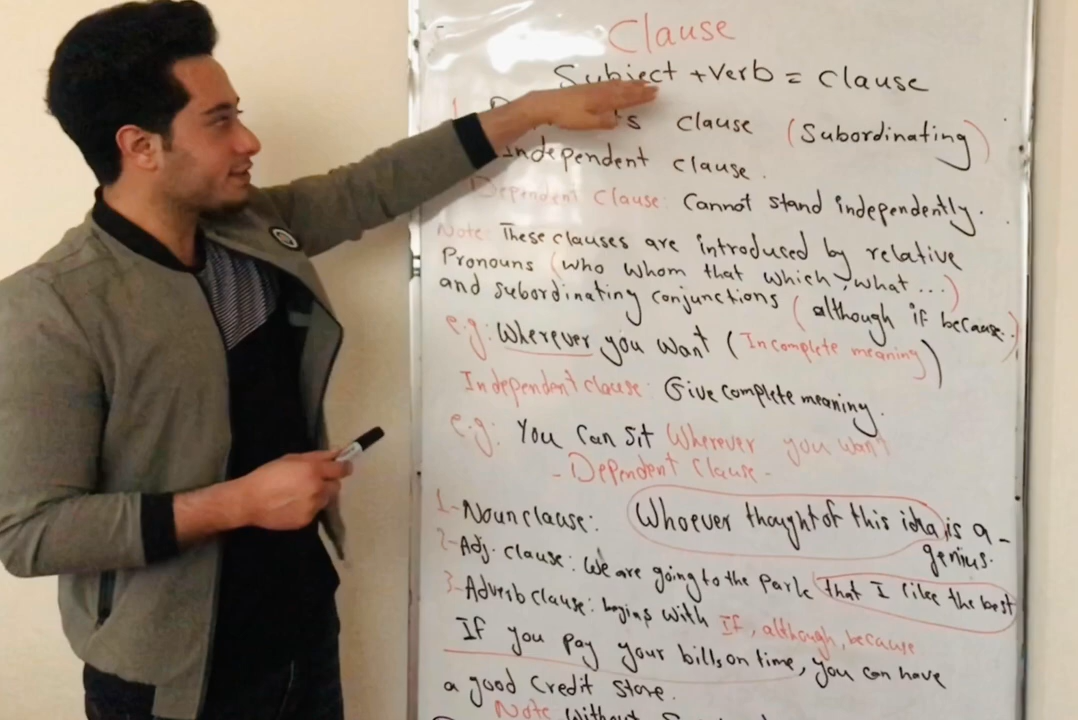 Clause
Subject + Verb = Clause
1 's clause (Subordinating)
Independent clause.
Dependent Clause: Cannot stand independently.
Note: These clauses are introduced by relative
Pronouns (who whom that which, what ...)
and subordinating conjunctions (although if because..)
e.g: Wherever you want (Incomplete meaning)
Independent clause: Give complete meaning.
e.g: You Can Sit Wherever you want
- Dependent Clause -
1- Noun clause: Whoever thought of this idea is a -
genius.
2- Adj. clause: We are going to the park that I like the best
3- Adverb clause: begins with If, although, because
If you pay your bills on time, you can have
a good Credit Store.
Note Without